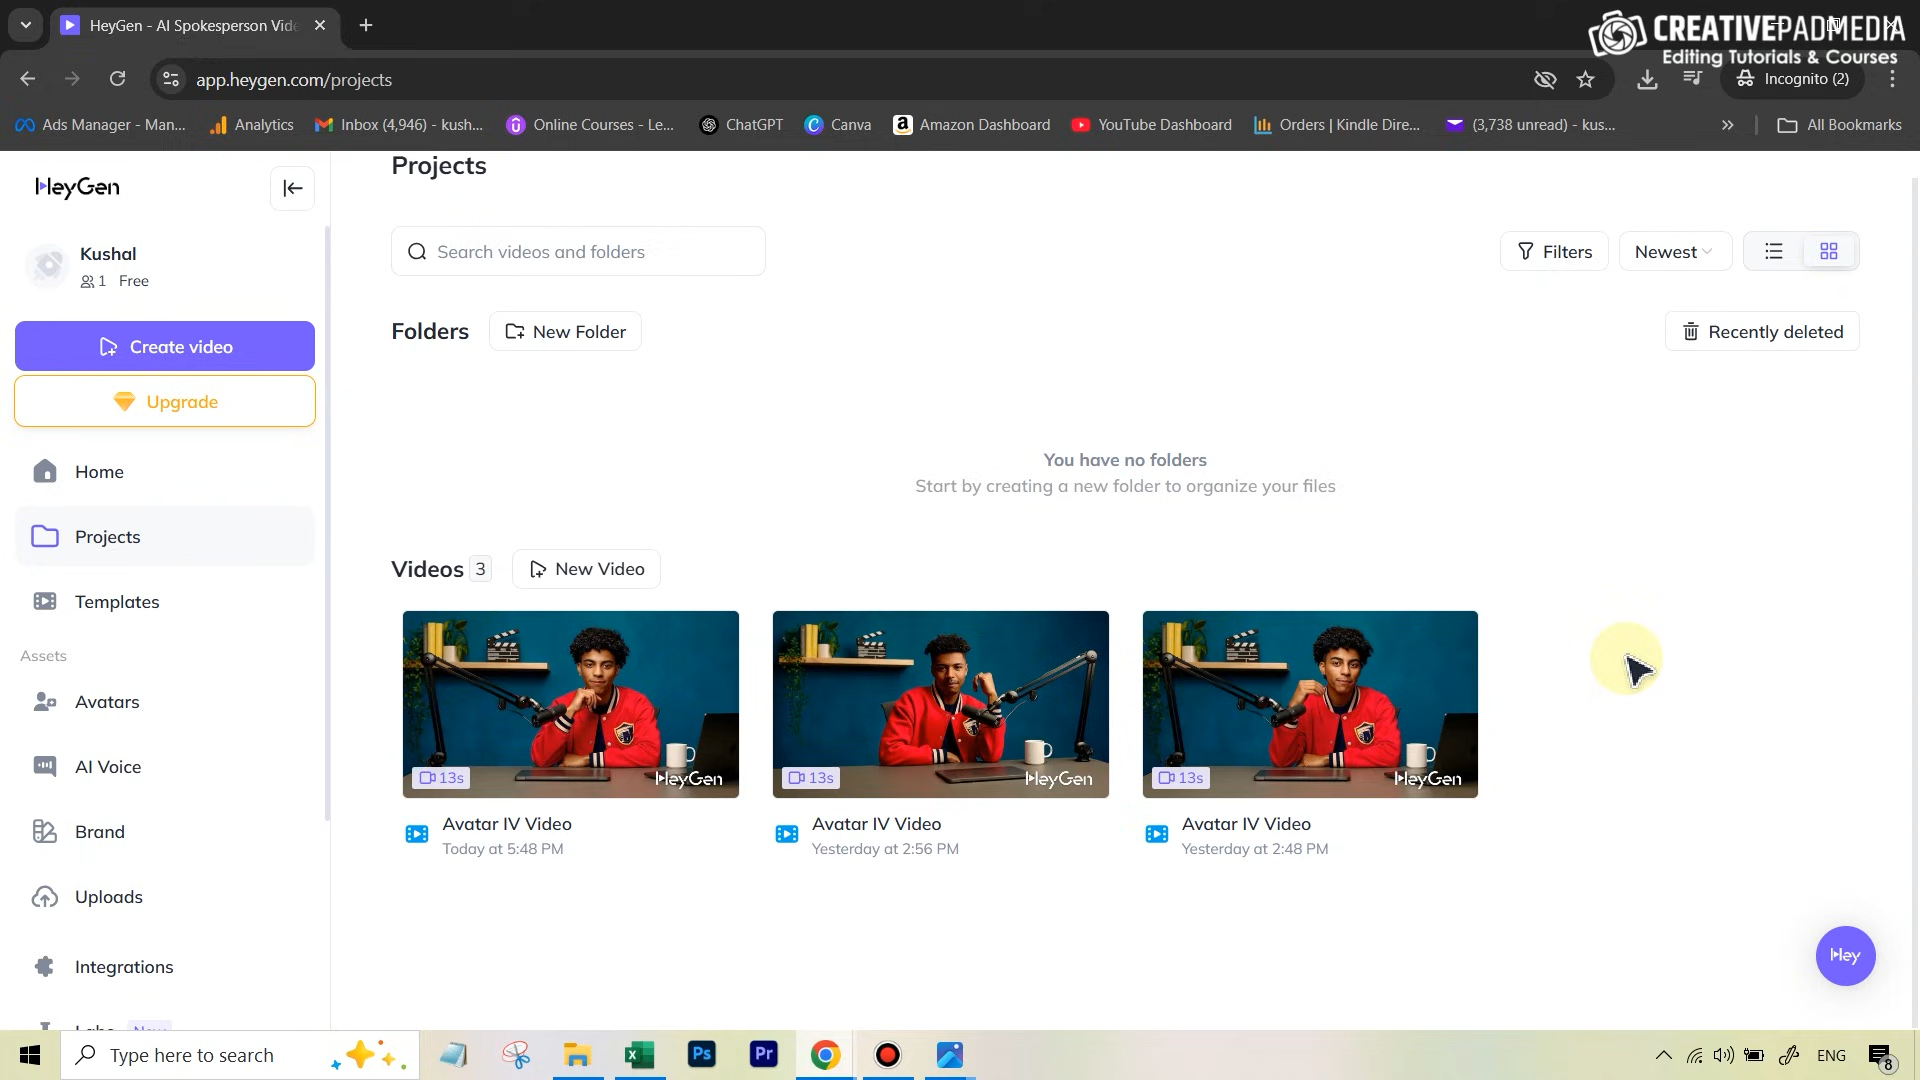 HeyGen - AI Spokesperson Vide
CREATIVEPADMEDIA
Editing Tutorials & Courses
app.heygen.com/projects
Incognito (2)
Ads Manager - Man...
Analytics
Inbox (4,946) - kush...
Online Courses - Le...
ChatGPT
Canva
Amazon Dashboard
YouTube Dashboard
Orders | Kindle Dire...
(3,738 unread) - kus...
All Bookmarks
HeyGen
Kushal
1 Free
Create video
Upgrade
Home
Projects
Templates
Assets
Avatars
AI Voice
Brand
Uploads
Integrations
Labs New
Projects
Search videos and folders
Filters
Newest
Folders
New Folder
Recently deleted
You have no folders
Start by creating a new folder to organize your files
Videos 3
New Video
13s
HeyGen
13s
HeyGen
13s
HeyGen
Avatar IV Video
Today at 5:48 PM
Avatar IV Video
Yesterday at 2:56 PM
Avatar IV Video
Yesterday at 2:48 PM
Hey
Type here to search
Ps
Pr
ENG
8